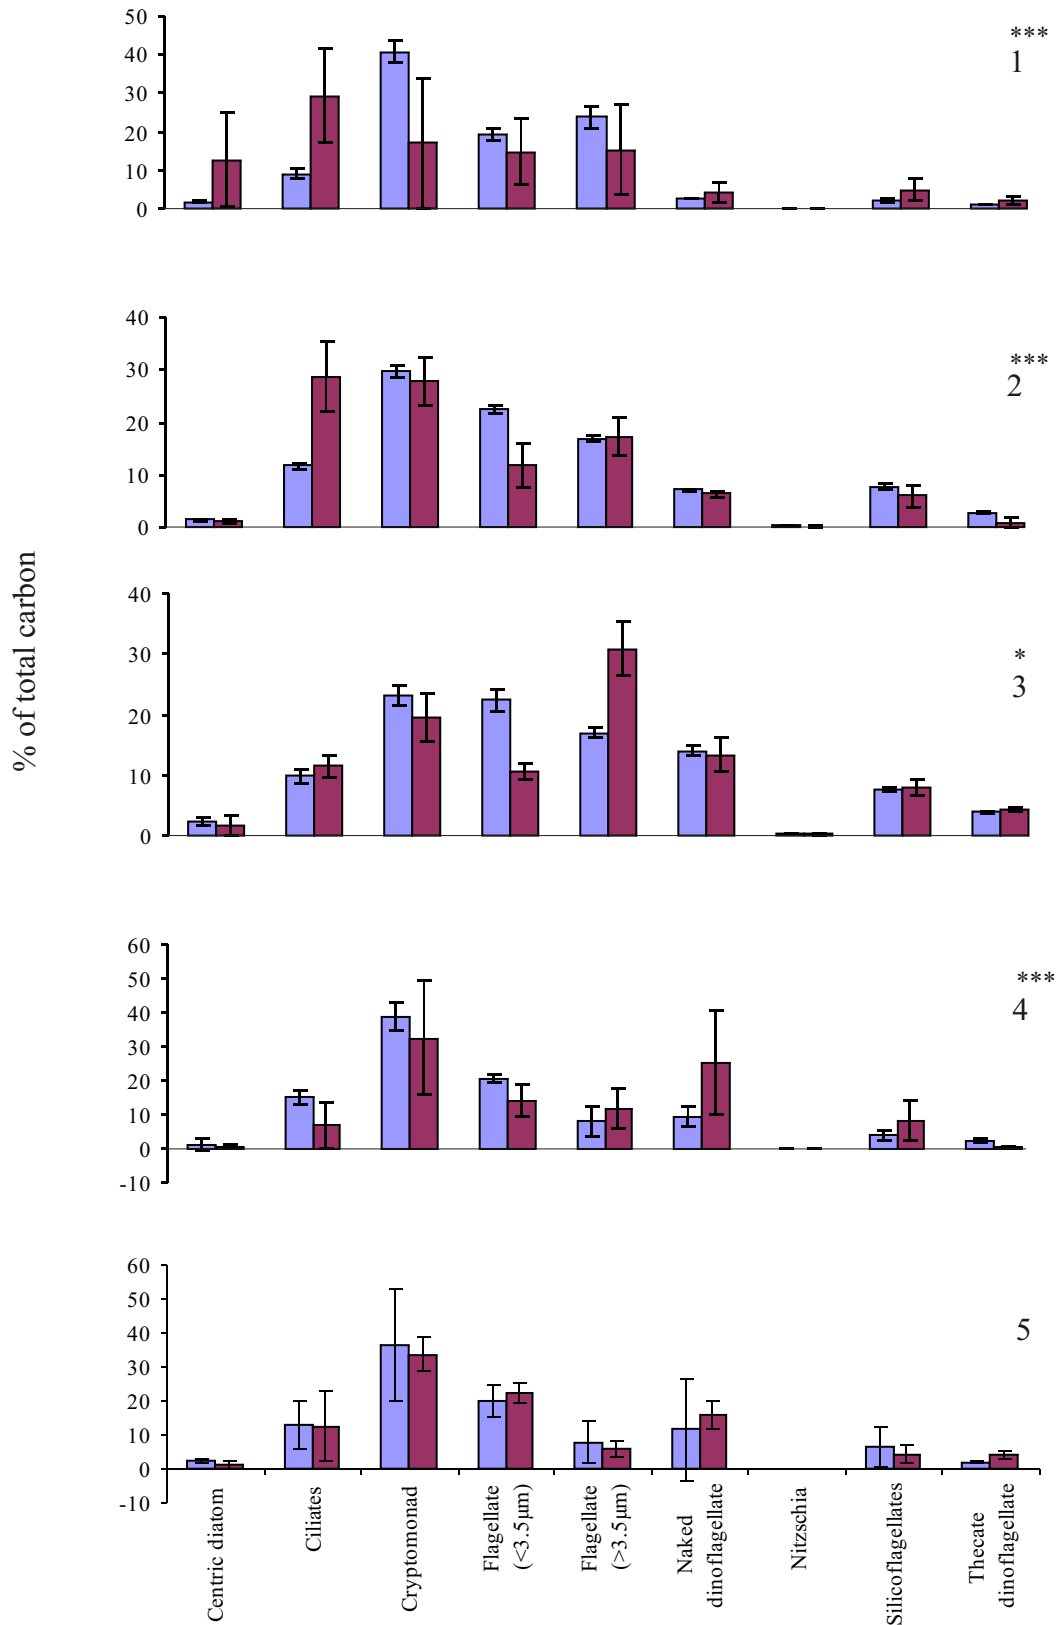 % of total carbon
50
40
30
20
10
0
***
1
40
30
20
10
0
***
2
40
30
20
10
0
*
3
60
50
40
30
20
10
0
-10
***
4
60
50
40
30
20
10
0
-10
5
Centric diatom
Ciliates
Cryptomonad
Flagellate
(<3.5μm)
Flagellate
(>3.5μm)
Naked
dinoflagellate
Nitzschia
Silicoflagellates
Thecate
dinoflagellate